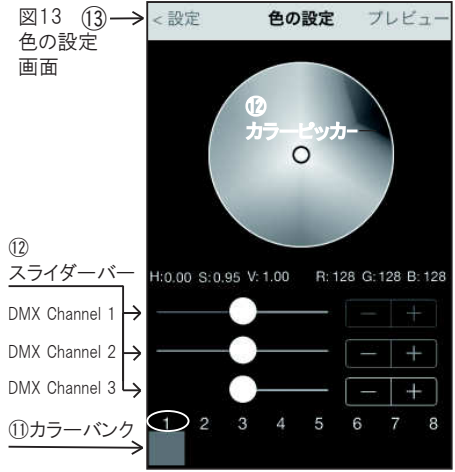 図13 ⑬
色の設定
画面
< 設定 色の設定 プレビュー
⑫
カラーピッカー
H:0.00 S:0.95 V:1.00 R:128 G:128 B:128
⑫
スライダーバー
DMX Channel 1
− +
DMX Channel 2
− +
DMX Channel 3
− +
1 2 3 4 5 6 7 8
⑪カラーバンク